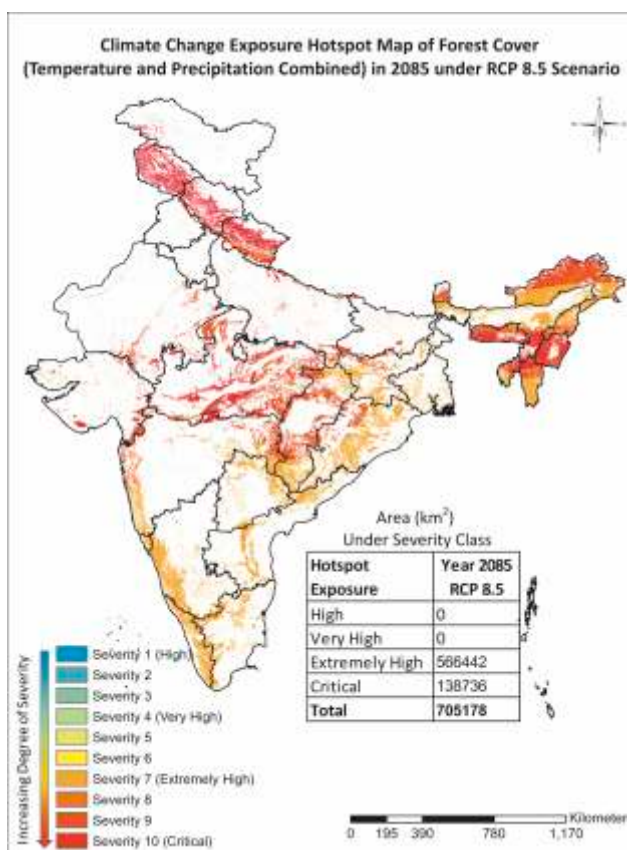 Climate Change Exposure Hotspot Map of Forest Cover
(Temperature and Precipitation Combined) in 2085 under RCP 8.5 Scenario
Area (km²)
Under Severity Class
Hotspot Exposure Year 2085 RCP 8.5
High 0
Very High 0
Extremely High 566442
Critical 138736
Total 705178
Increasing Degree of Severity
Severity 1 (High)
Severity 2
Severity 3
Severity 4 (Very High)
Severity 5
Severity 6
Severity 7 (Extremely High)
Severity 8
Severity 9
Severity 10 (Critical)
Kilometer
0 195 390 780 1,170